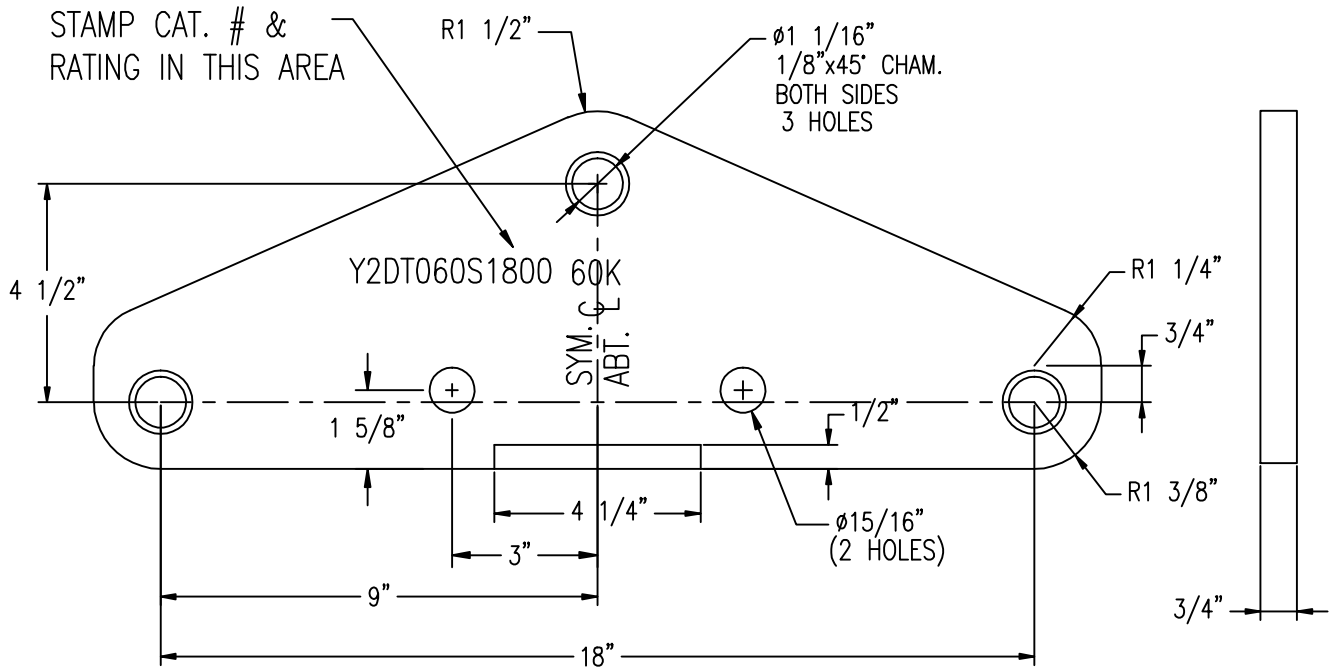 STAMP CAT. # &
RATING IN THIS AREA
R1 1/2"
ø1 1/16"
1/8"x45° CHAM.
BOTH SIDES
3 HOLES
Y2DT060S1800 60K
4 1/2"
R1 1/4"
3/4"
SYM. ℄
ABT.
1 5/8"
1/2"
4 1/4"
R1 3/8"
ø15/16"
(2 HOLES)
3"
9"
3/4"
18"